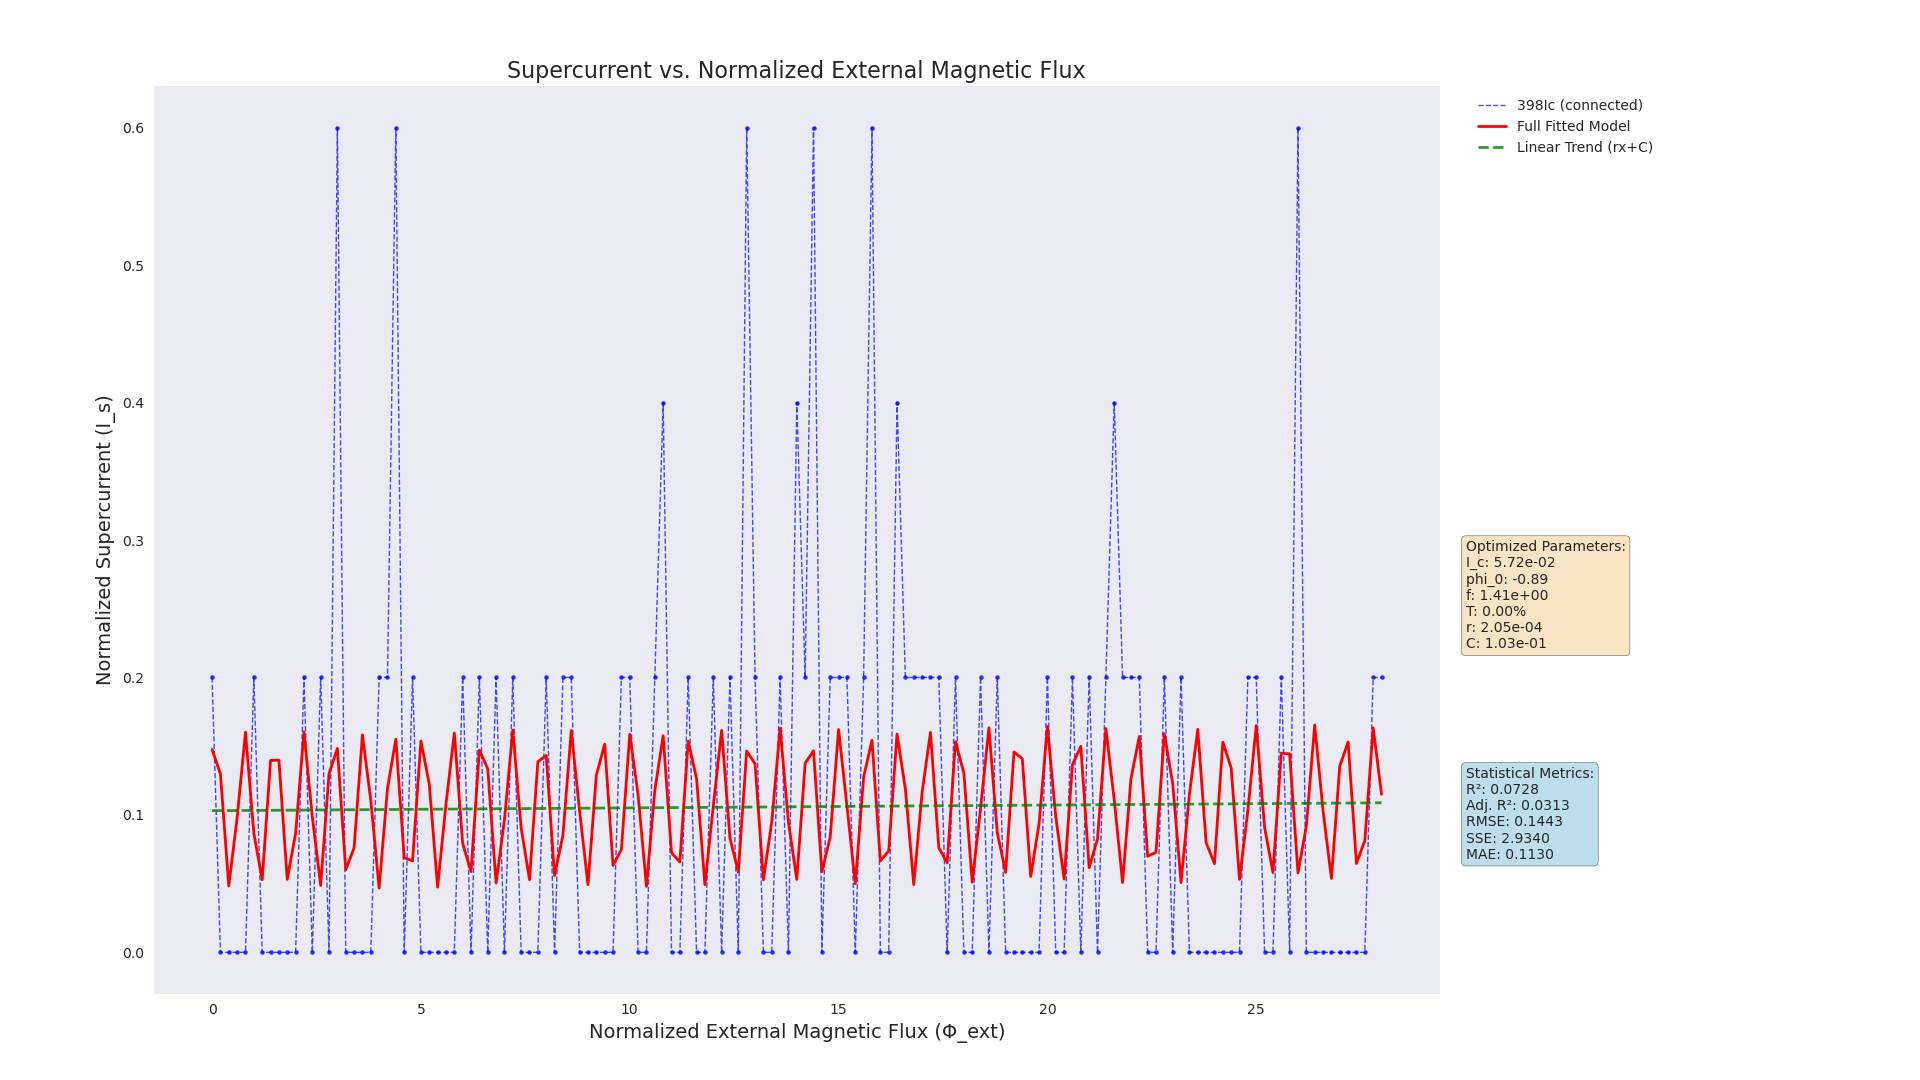 Supercurrent vs. Normalized External Magnetic Flux
398Ic (connected)
Full Fitted Model
Linear Trend (rx+C)
Normalized Supercurrent (I_s)
0.6
0.5
0.4
0.3
0.2
0.1
0.0
0
5
10
15
20
25
Normalized External Magnetic Flux (Φ_ext)
Optimized Parameters:
I_c: 5.72e-02
phi_0: -0.89
f: 1.41e+00
T: 0.00%
r: 2.05e-04
C: 1.03e-01
Statistical Metrics:
R²: 0.0728
Adj. R²: 0.0313
RMSE: 0.1443
SSE: 2.9340
MAE: 0.1130